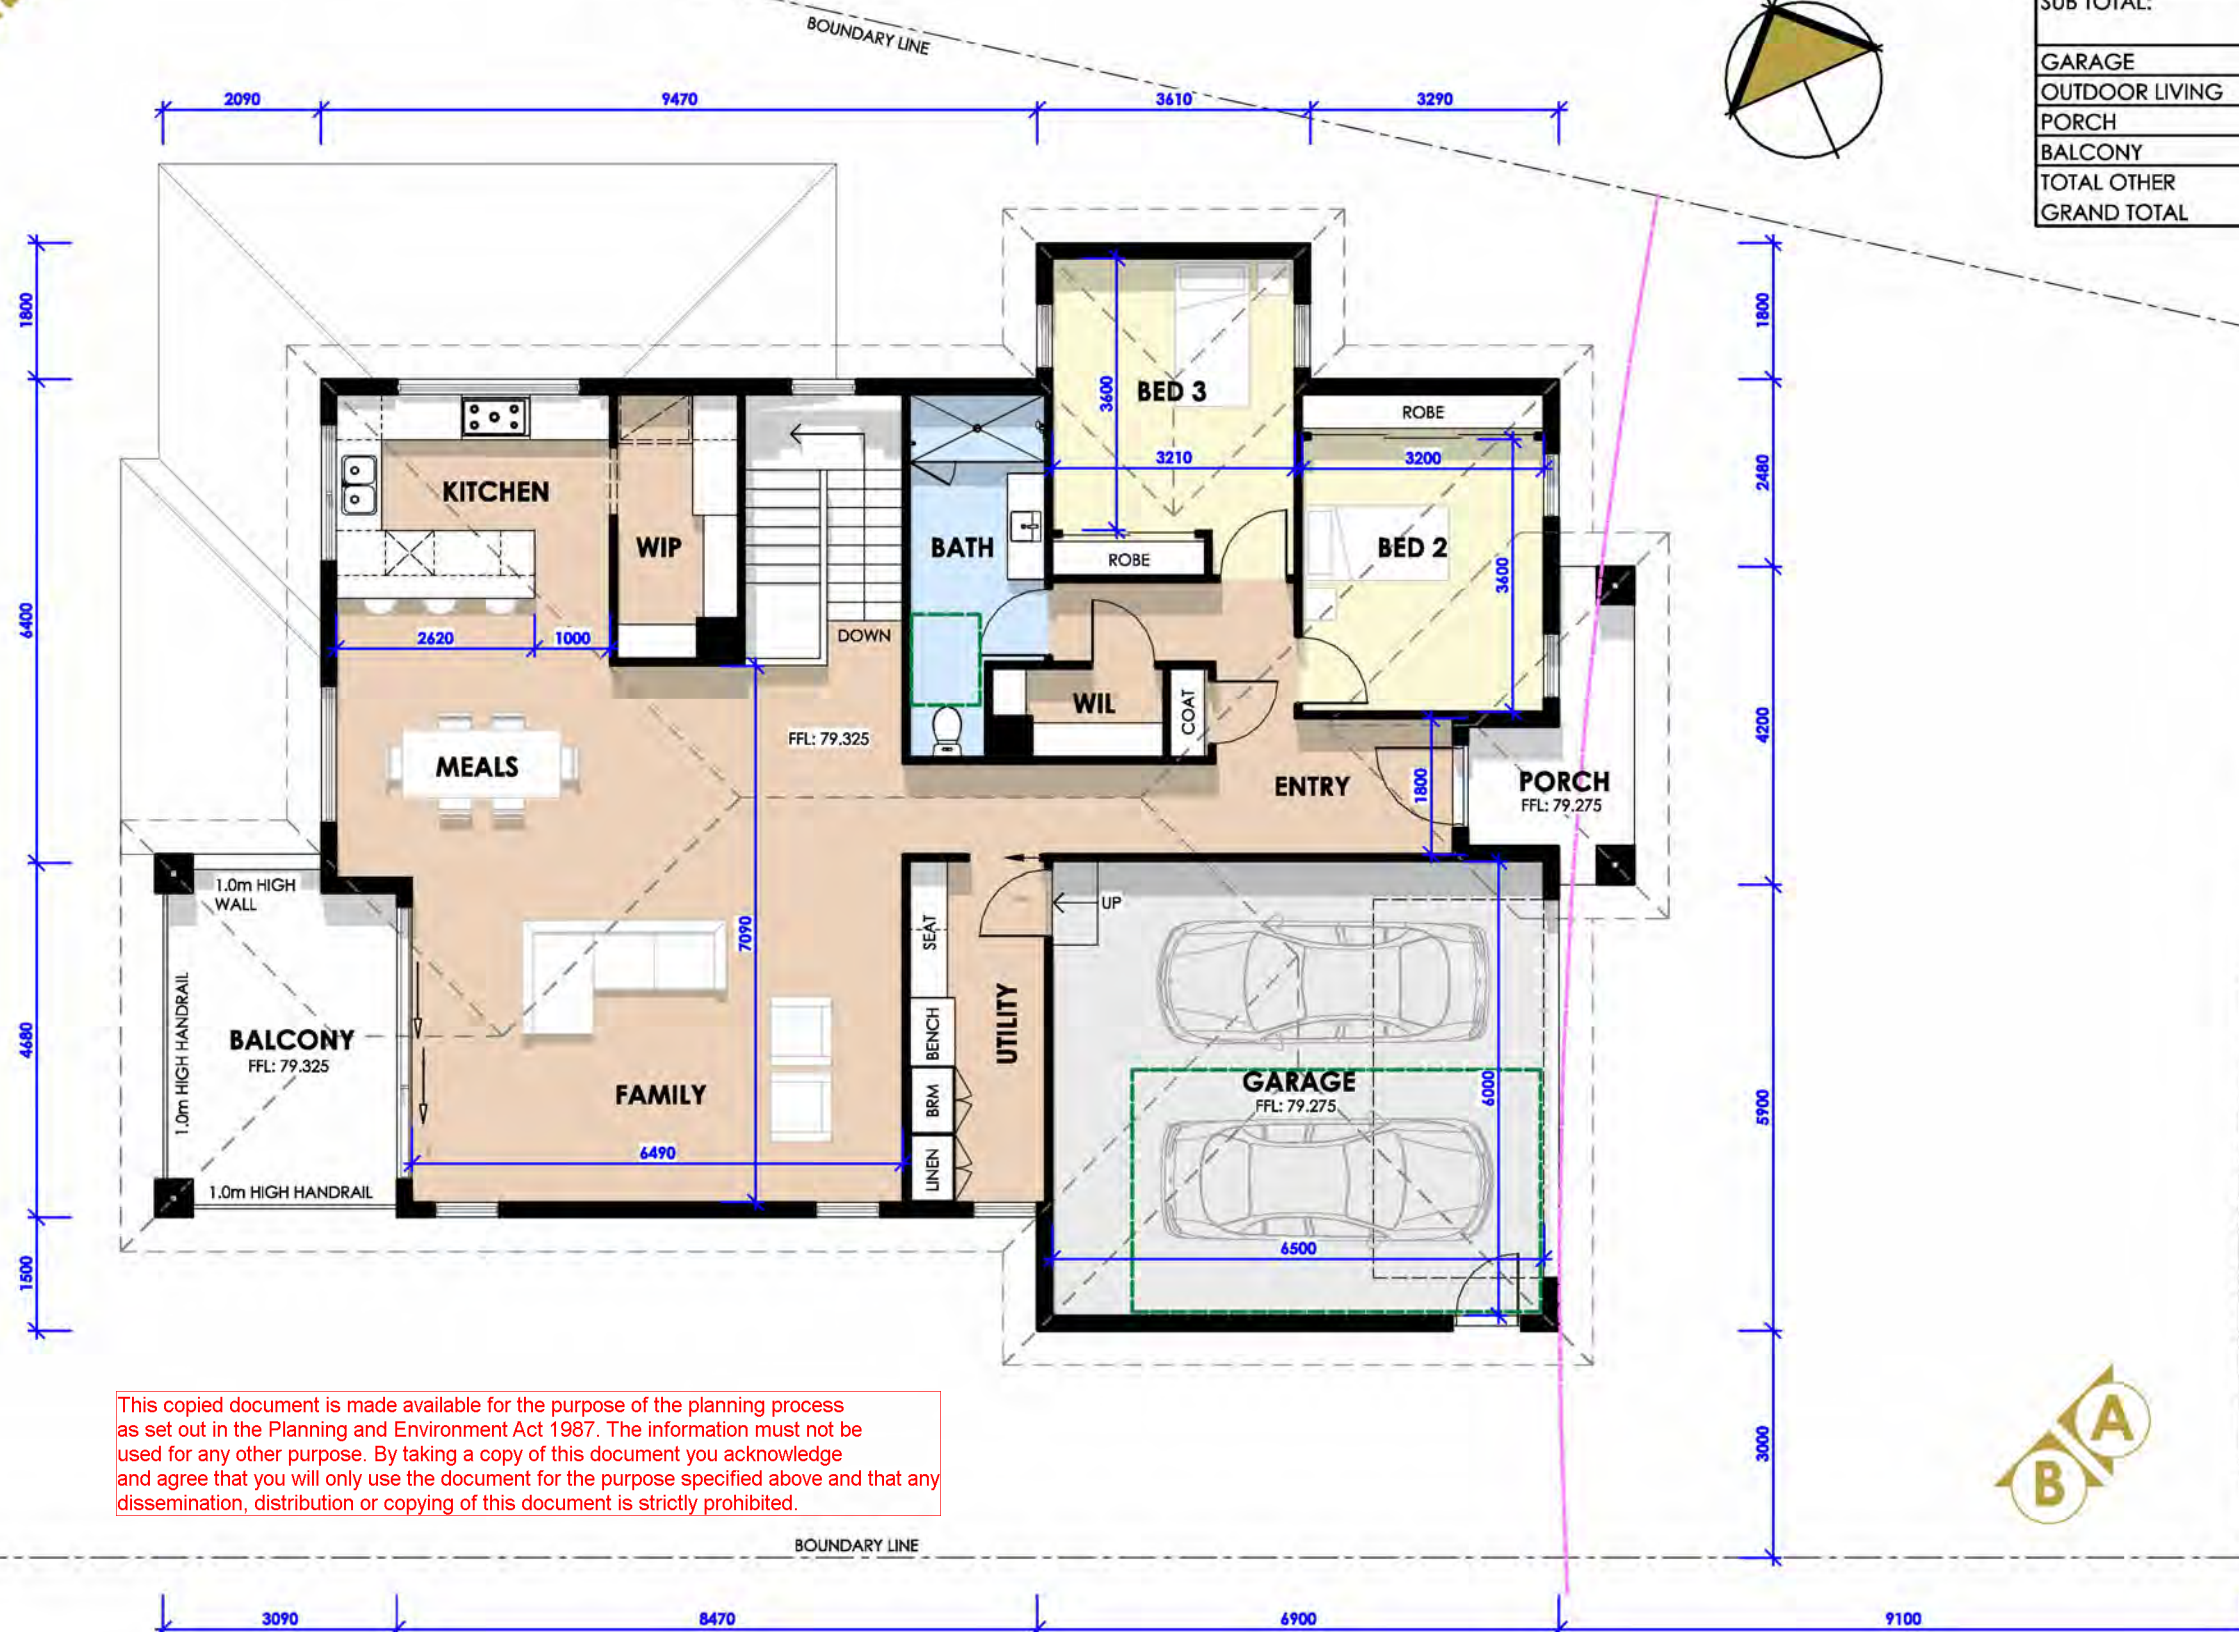 BOUNDARY LINE
SUB TOTAL:
GARAGE
OUTDOOR LIVING
PORCH
BALCONY
TOTAL OTHER
GRAND TOTAL
2090
9470
3610
3290
1800
6400
4680
1500
1800
2480
4200
5900
3000
KITCHEN
WIP
2620
1000
DOWN
BATH
BED 3
3600
3210
ROBE
ROBE
3200
BED 2
3600
MEALS
FFL: 79.325
WIL
COAT
ENTRY
1800
PORCH
FFL: 79.275
1.0m HIGH
WALL
1.0m HIGH HANDRAIL
BALCONY
FFL: 79.325
1.0m HIGH HANDRAIL
7090
FAMILY
6490
SEAT
BENCH
BRM
LINEN
UTILITY
UP
GARAGE
FFL: 79.275
6000
6500
This copied document is made available for the purpose of the planning process
as set out in the Planning and Environment Act 1987. The information must not be
used for any other purpose. By taking a copy of this document you acknowledge
and agree that you will only use the document for the purpose specified above and that any
dissemination, distribution or copying of this document is strictly prohibited.
A
B
BOUNDARY LINE
3090
8470
6900
9100